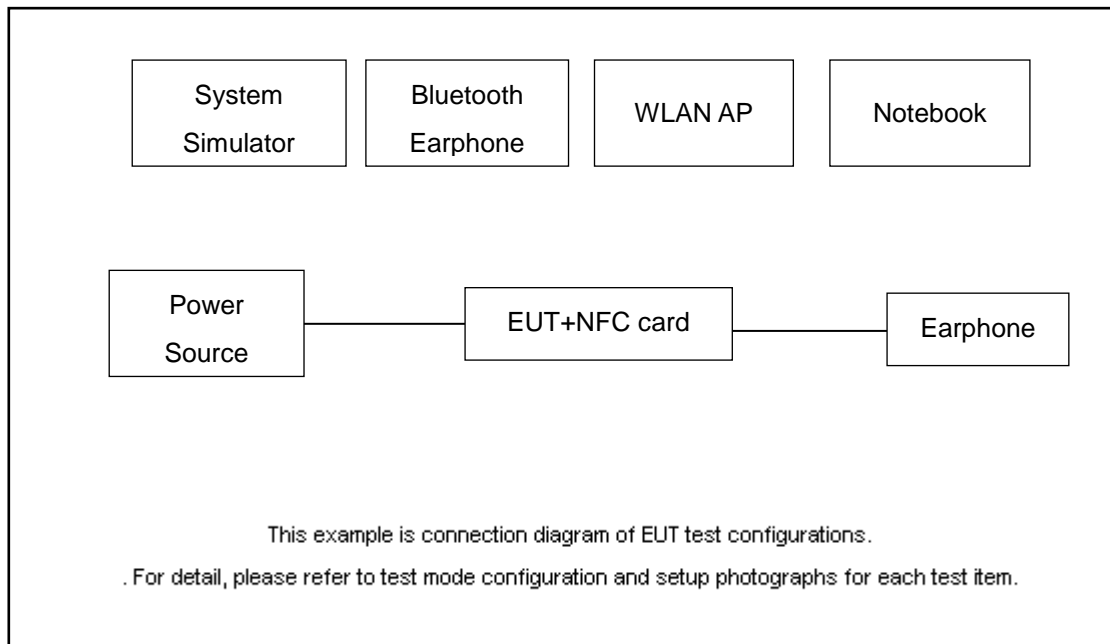 System
Simulator
Bluetooth
Earphone
WLAN AP
Notebook
Power
Source
EUT+NFC card
Earphone
This example is connection diagram of EUT test configurations.
. For detail, please refer to test mode configuration and setup photographs for each test item.